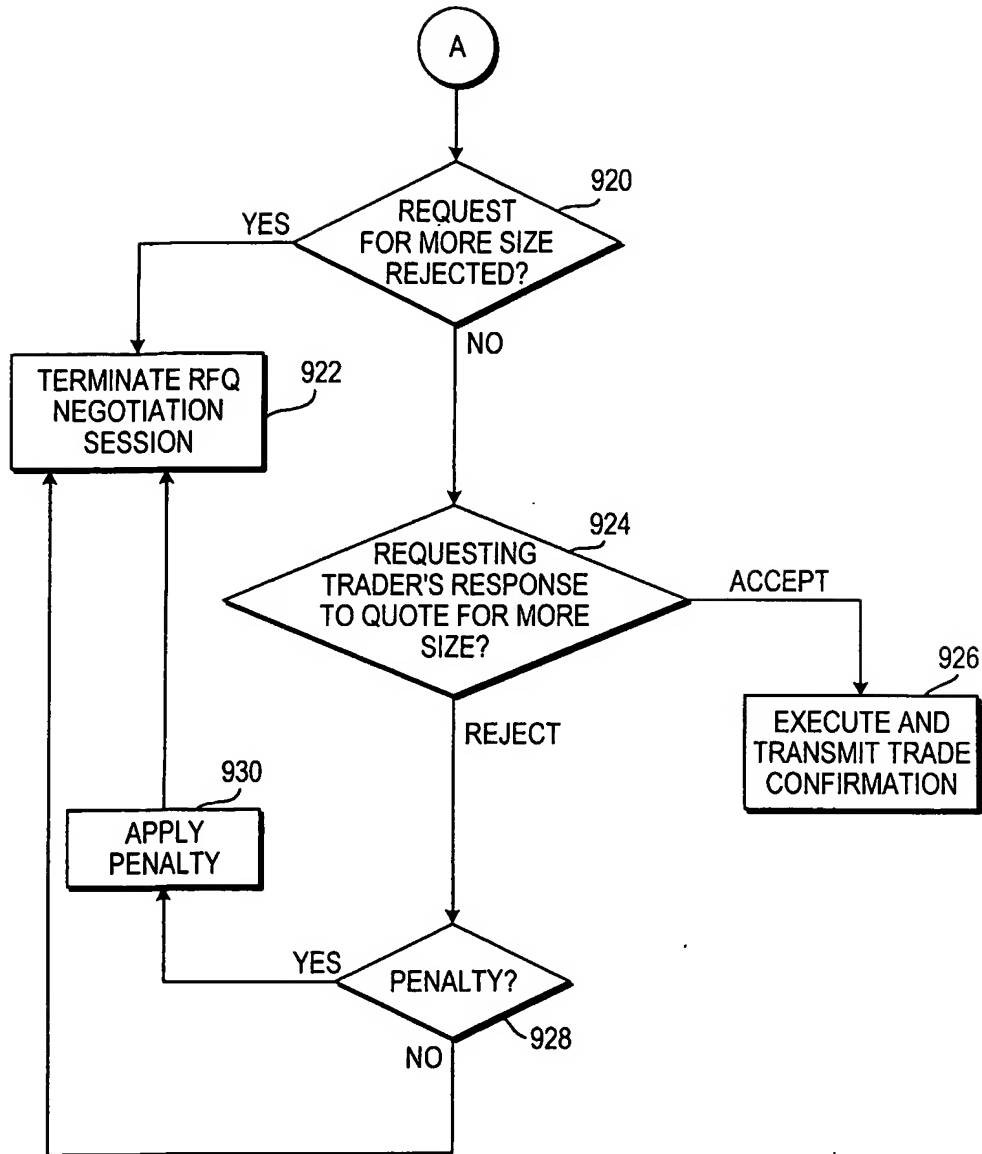 A
920
REQUEST
FOR MORE SIZE
REJECTED?
YES
NO
TERMINATE RFQ
NEGOTIATION
SESSION
922
924
REQUESTING
TRADER'S RESPONSE
TO QUOTE FOR MORE
SIZE?
ACCEPT
926
EXECUTE AND
TRANSMIT TRADE
CONFIRMATION
REJECT
930
APPLY
PENALTY
YES
PENALTY?
928
NO